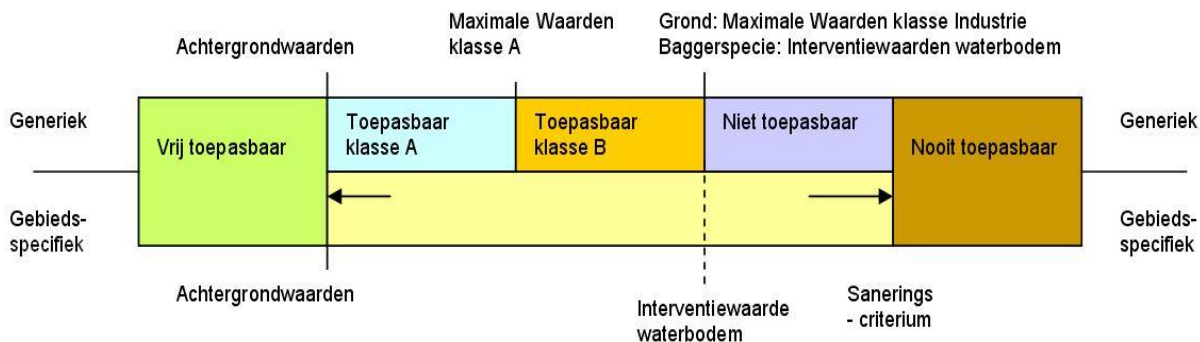 Achtergrondwaarden
Maximale Waarden
klasse A
Grond: Maximale Waarden klasse Industrie
Baggerspecie: Interventiewaarden waterbodem
Generiek
Vrij toepasbaar
Toepasbaar
klasse A
Toepasbaar
klasse B
Niet toepasbaar
Nooit toepasbaar
Generiek
Gebieds-
specifiek
Gebieds-
specifiek
Achtergrondwaarden
Interventiewaarde
waterbodem
Sanerings
- criterium